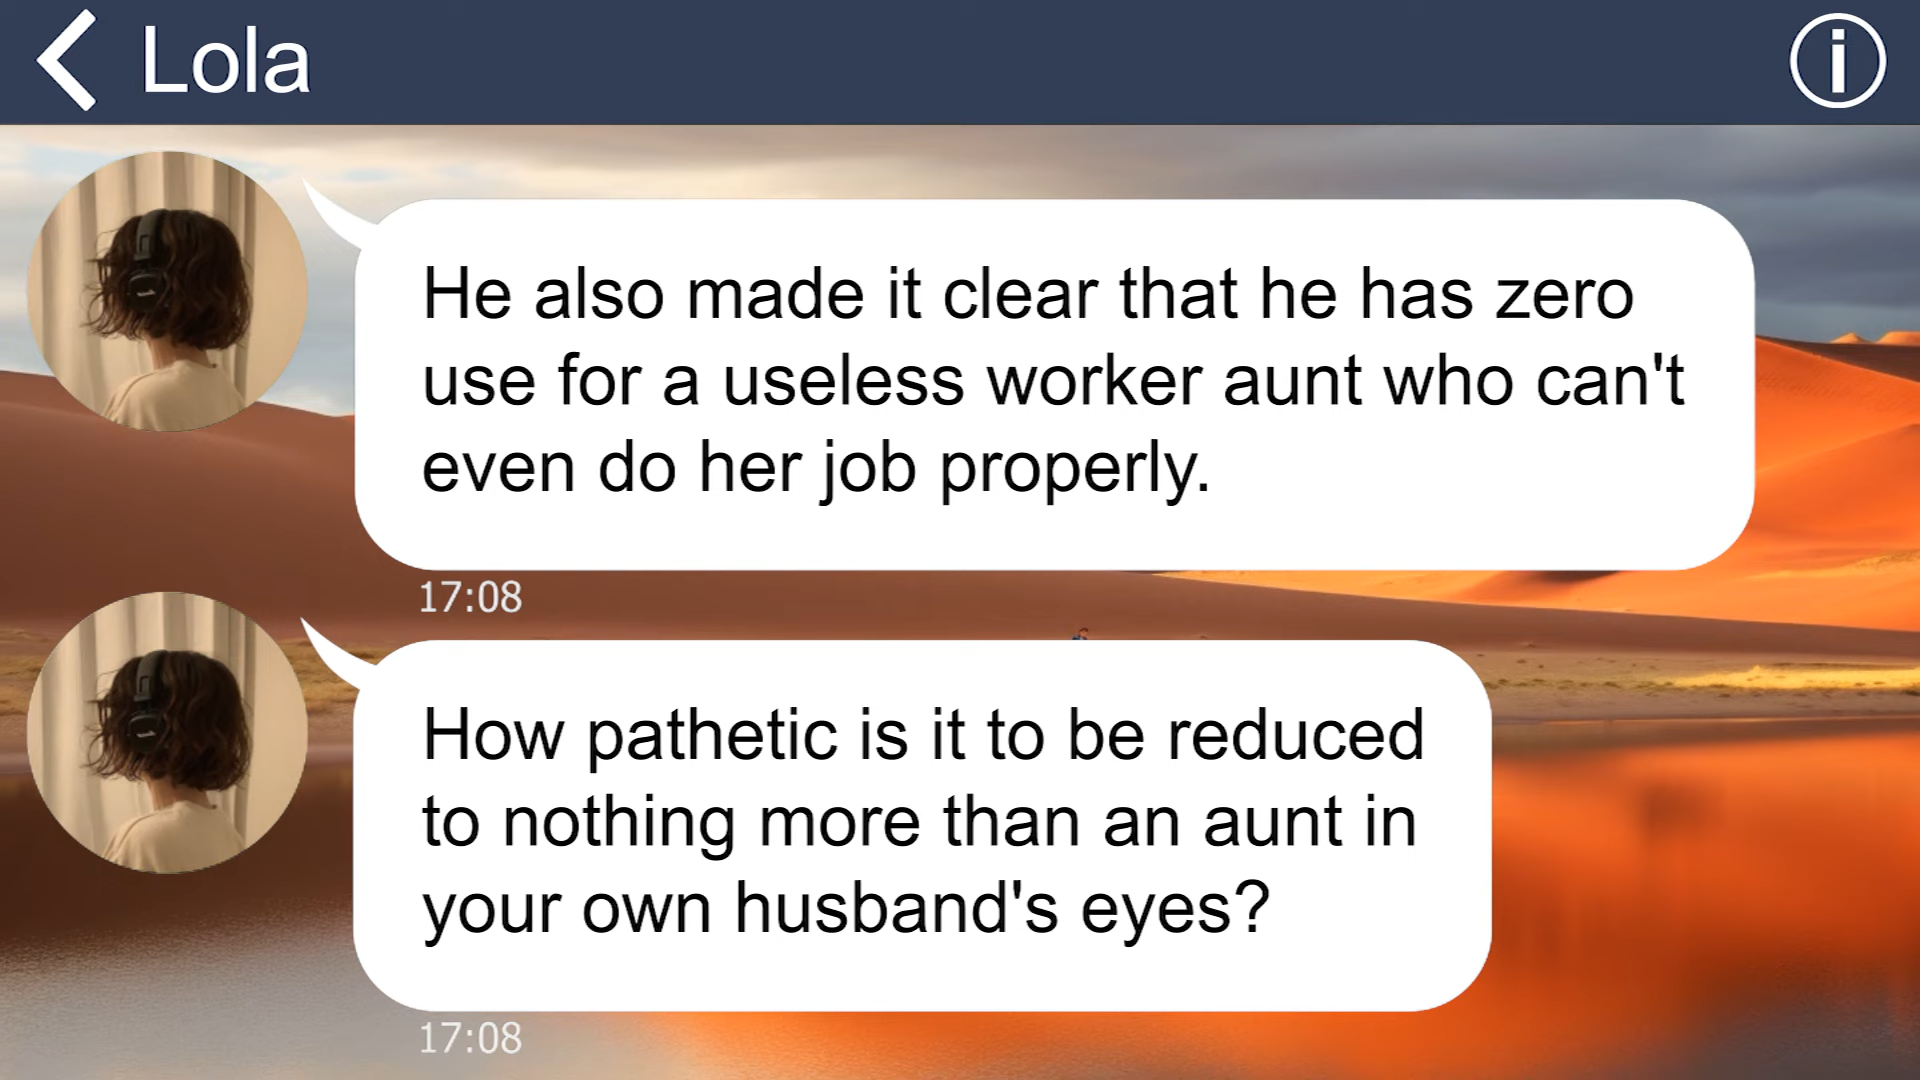 Lola
He also made it clear that he has zero
use for a useless worker aunt who can't
even do her job properly.
17:08
How pathetic is it to be reduced
to nothing more than an aunt in
your own husband's eyes?
17:08